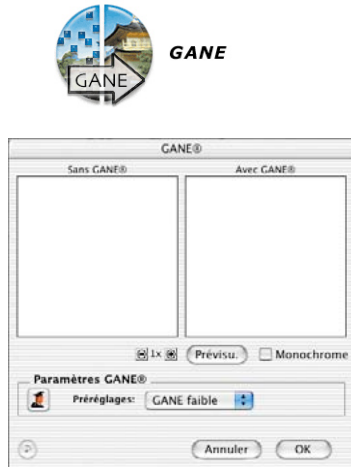 GANE
GANE
GANE®
Sans GANE® Avec GANE®
1x Prévisu. Monochrome
Paramètres GANE®
Préréglages: GANE faible
Annuler OK